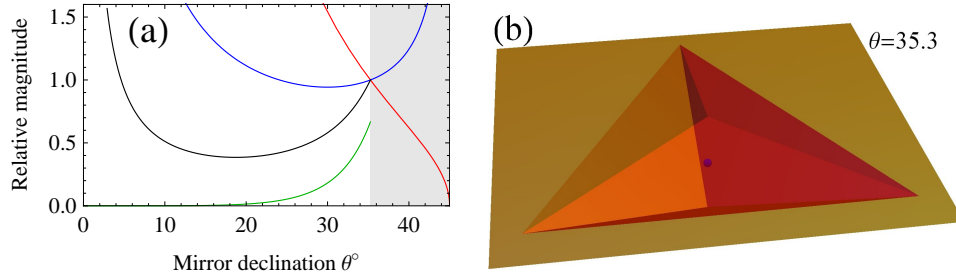 (a)
(b)
θ=35.3
Relative magnitude
1.5
1.0
0.5
0.0
0
10
20
30
40
Mirror declination θ°